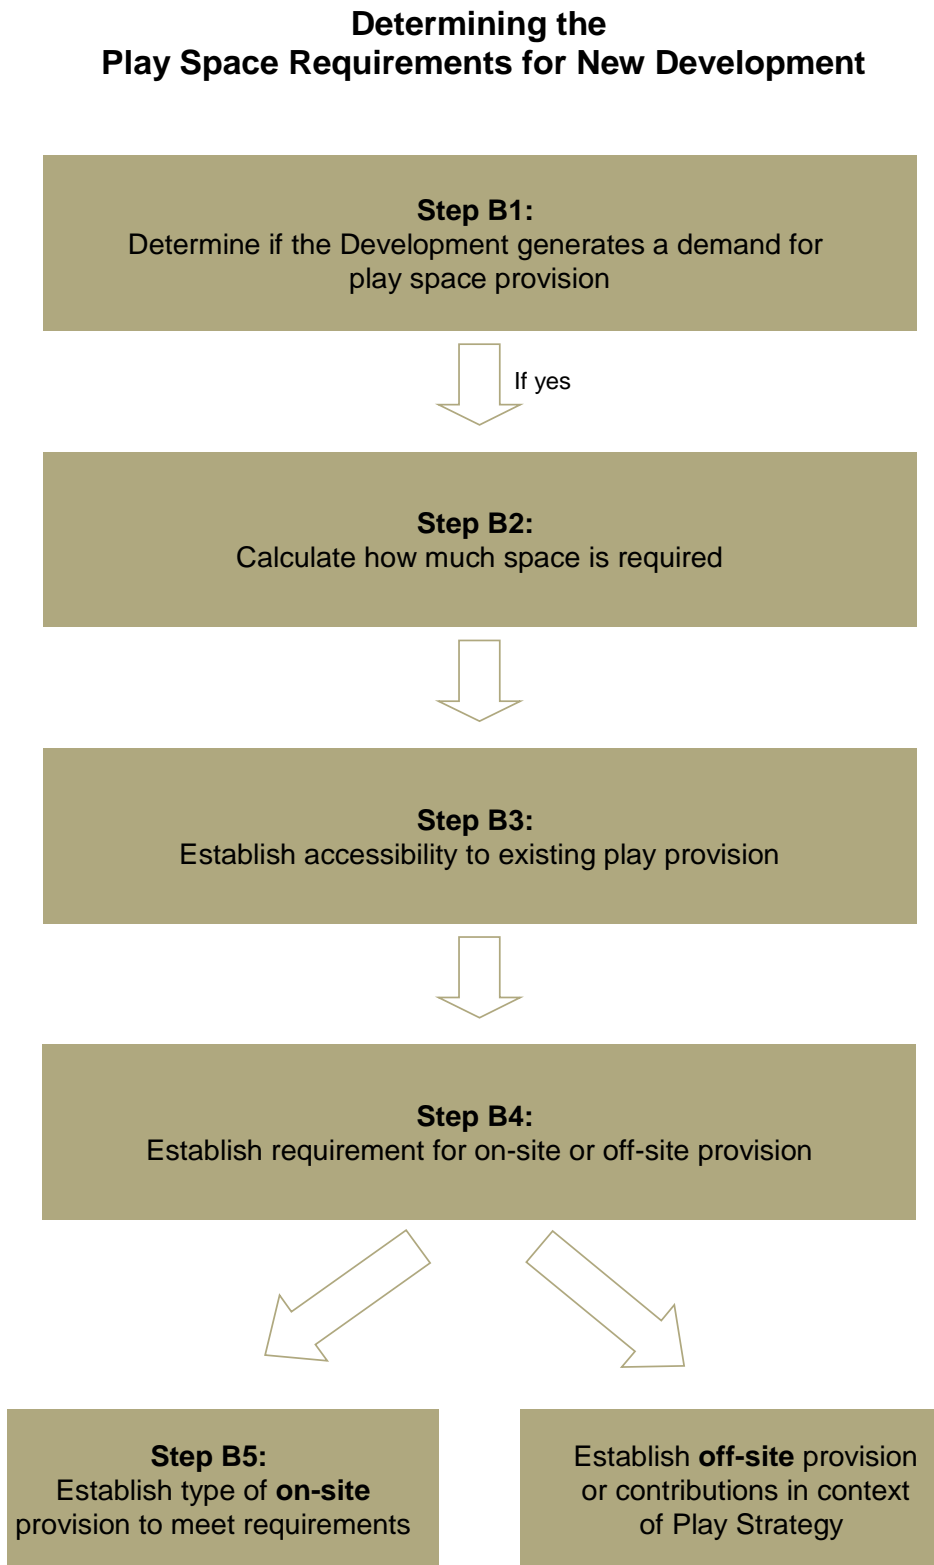 Determining the
Play Space Requirements for New Development
Step B1:
Determine if the Development generates a demand for
play space provision
If yes
Step B2:
Calculate how much space is required
Step B3:
Establish accessibility to existing play provision
Step B4:
Establish requirement for on-site or off-site provision
Step B5:
Establish type of on-site
provision to meet requirements
Establish off-site provision
or contributions in context
of Play Strategy